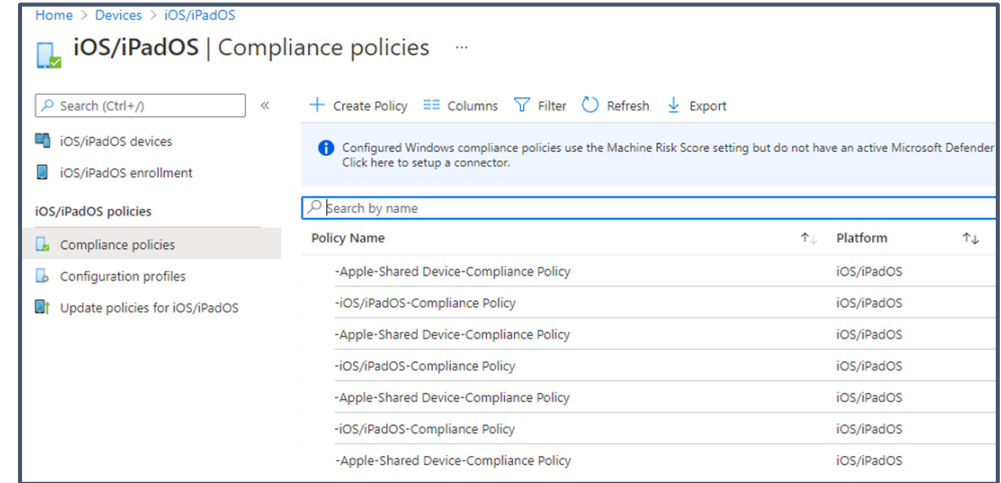 Home > Devices > iOS/iPadOS
iOS/iPadOS | Compliance policies ...
Search (Ctrl+/) «
iOS/iPadOS devices
iOS/iPadOS enrollment
iOS/iPadOS policies
Compliance policies
Configuration profiles
Update policies for iOS/iPadOS
+ Create Policy Columns Filter Refresh Export
Configured Windows compliance policies use the Machine Risk Score setting but do not have an active Microsoft Defender
Click here to setup a connector.
Search by name
Policy Name ↑↓ Platform ↑↓
-Apple-Shared Device-Compliance Policy iOS/iPadOS
-iOS/iPadOS-Compliance Policy iOS/iPadOS
-Apple-Shared Device-Compliance Policy iOS/iPadOS
-iOS/iPadOS-Compliance Policy iOS/iPadOS
-Apple-Shared Device-Compliance Policy iOS/iPadOS
-iOS/iPadOS-Compliance Policy iOS/iPadOS
-Apple-Shared Device-Compliance Policy iOS/iPadOS